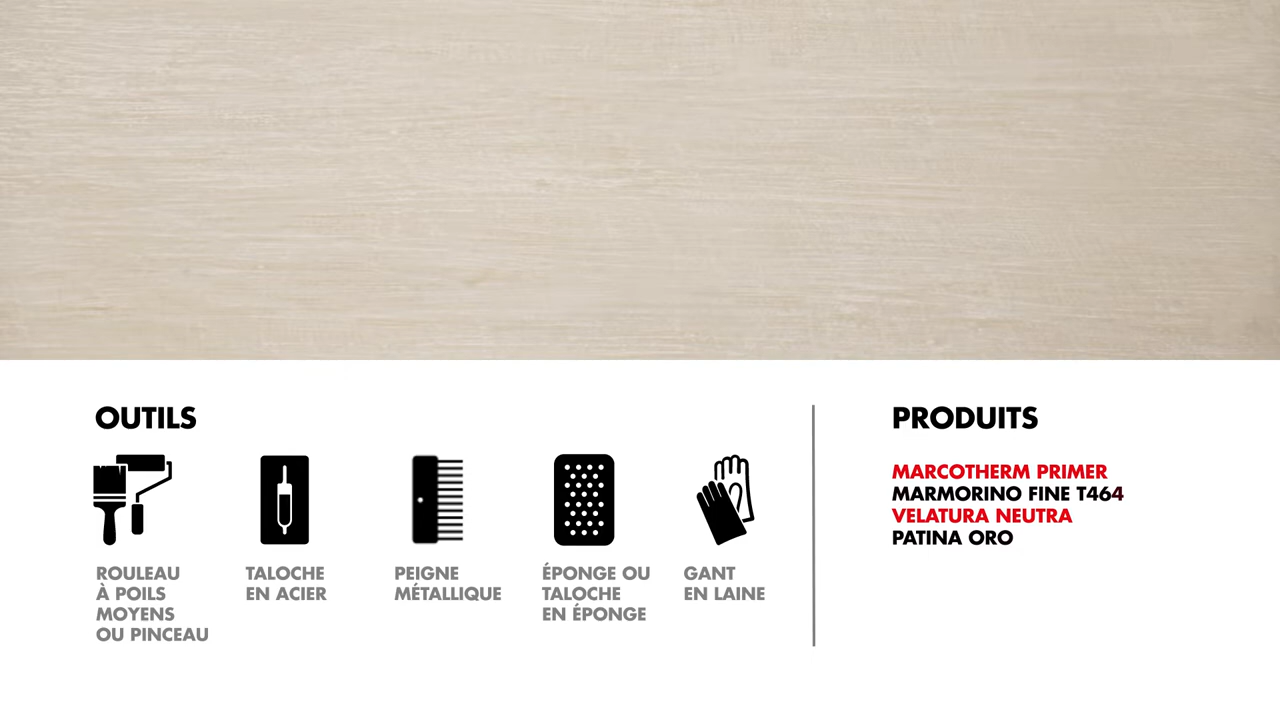 OUTILS
ROULEAU
À POILS
MOYENS
OU PINCEAU
TALOCHE
EN ACIER
PEIGNE
MÉTALLIQUE
ÉPONGE OU
TALOCHE
EN ÉPONGE
GANT
EN LAINE
PRODUITS
MARCOTHERM PRIMER
MARMORINO FINE T464
VELATURA NEUTRA
PATINA ORO